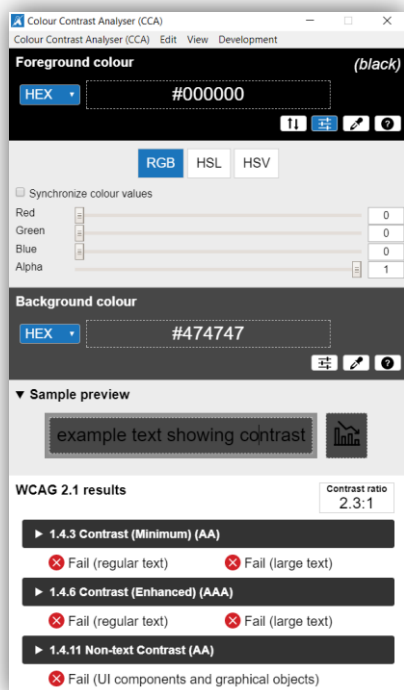 Colour Contrast Analyser (CCA)
Colour Contrast Analyser (CCA) Edit View Development
Foreground colour (black)
HEX #000000
RGB HSL HSV
Synchronize colour values
Red 0
Green 0
Blue 0
Alpha 1
Background colour
HEX #474747
Sample preview
example text showing contrast
WCAG 2.1 results
Contrast ratio
2.3:1
1.4.3 Contrast (Minimum) (AA)
Fail (regular text) Fail (large text)
1.4.6 Contrast (Enhanced) (AAA)
Fail (regular text) Fail (large text)
1.4.11 Non-text Contrast (AA)
Fail (UI components and graphical objects)